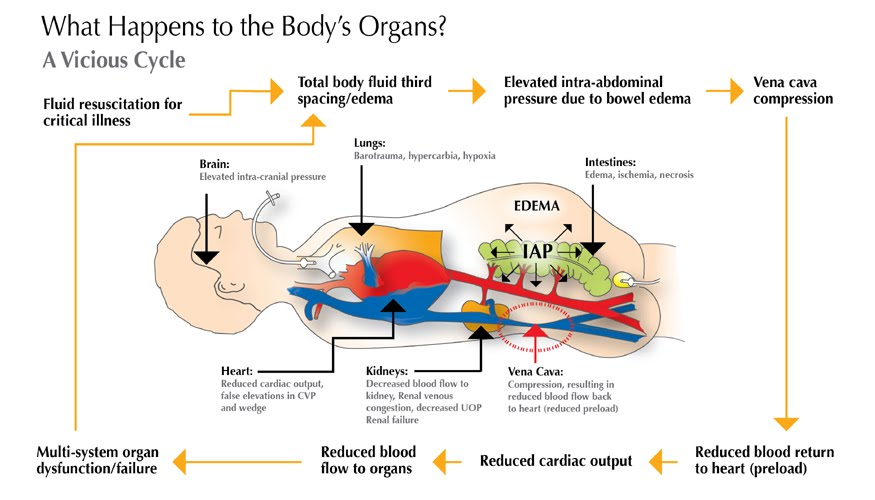 What Happens to the Body's Organs?
A Vicious Cycle
Fluid resuscitation for
critical illness
Total body fluid third
spacing/edema
Elevated intra-abdominal
pressure due to bowel edema
Vena cava
compression
Brain:
Elevated intra-cranial pressure
Lungs:
Barotrauma, hypercarbia, hypoxia
Intestines:
Edema, ischemia, necrosis
EDEMA
IAP
Heart:
Reduced cardiac output,
false elevations in CVP
and wedge
Kidneys:
Decreased blood flow to
kidney, Renal venous
congestion, decreased UOP
Renal failure
Vena Cava:
Compression, resulting in
reduced blood flow back
to heart (reduced preload)
Multi-system organ
dysfunction/failure
Reduced blood
flow to organs
Reduced cardiac output
Reduced blood return
to heart (preload)